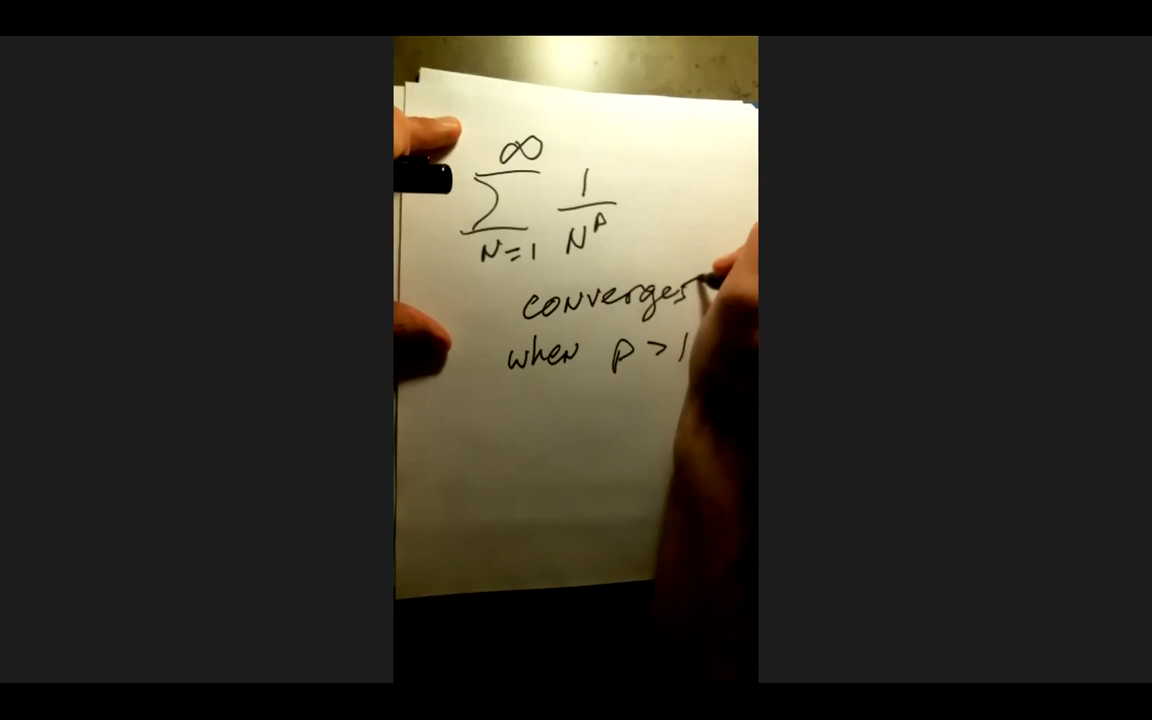 ∞
∑ 1/N^p
N=1
converges
when p > 1